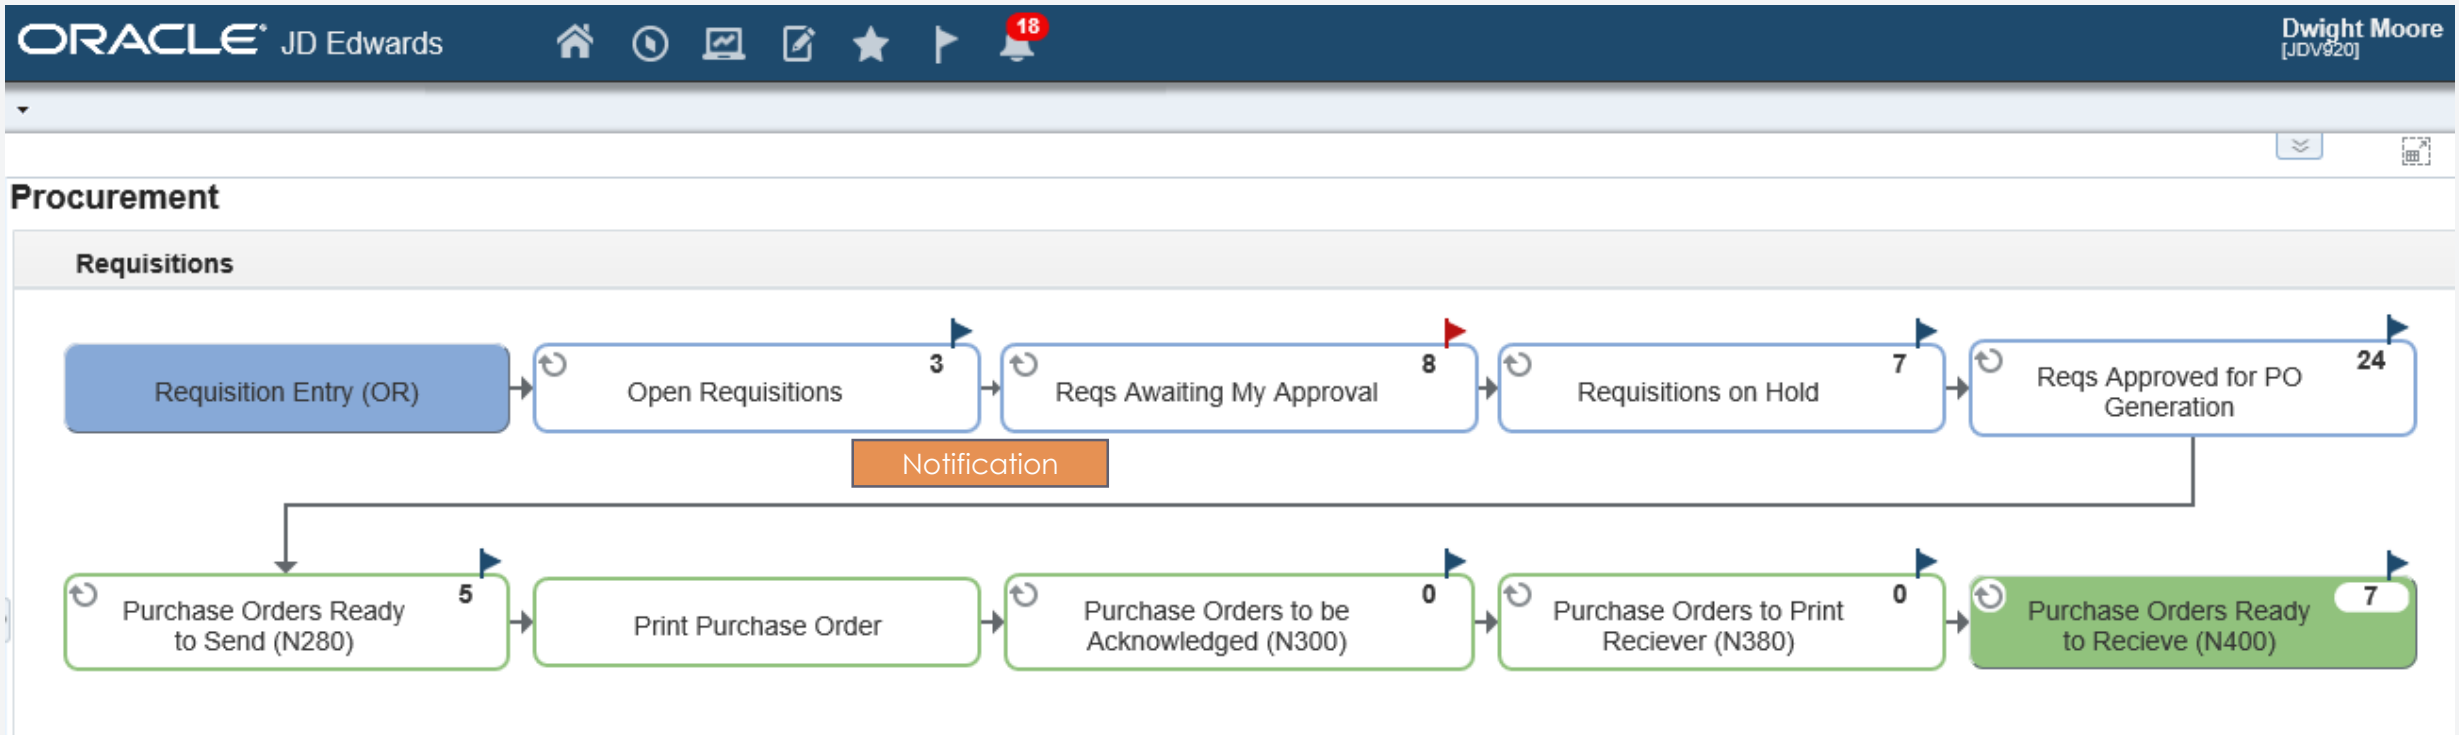 ORACLE JD Edwards
18
Dwight Moore
[JDV920]
Procurement
Requisitions
Requisition Entry (OR)
3
Open Requisitions
8
Reqs Awaiting My Approval
7
Requisitions on Hold
24
Reqs Approved for PO
Generation
Notification
5
Purchase Orders Ready
to Send (N280)
Print Purchase Order
0
Purchase Orders to be
Acknowledged (N300)
0
Purchase Orders to Print
Reciever (N380)
7
Purchase Orders Ready
to Recieve (N400)